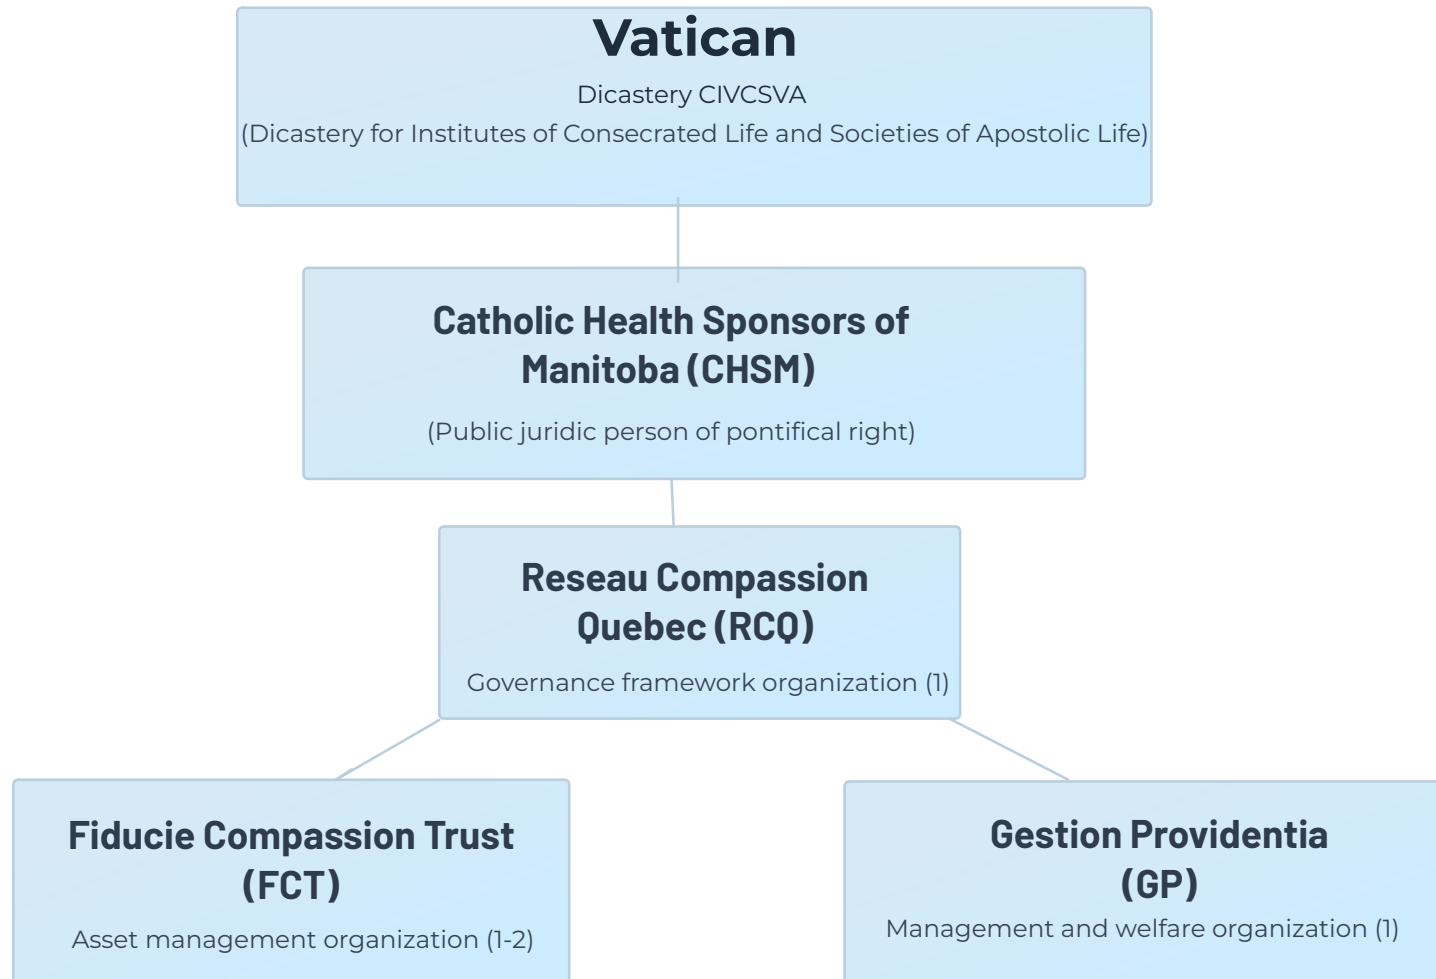 Vatican
Dicastery CIVCSVA
(Dicastery for Institutes of Consecrated Life and Societies of Apostolic Life)
Catholic Health Sponsors of
Manitoba (CHSM)
(Public juridic person of pontifical right)
Reseau Compassion
Quebec (RCQ)
Governance framework organization (1)
Fiducie Compassion Trust
(FCT)
Asset management organization (1-2)
Gestion Providentia
(GP)
Management and welfare organization (1)